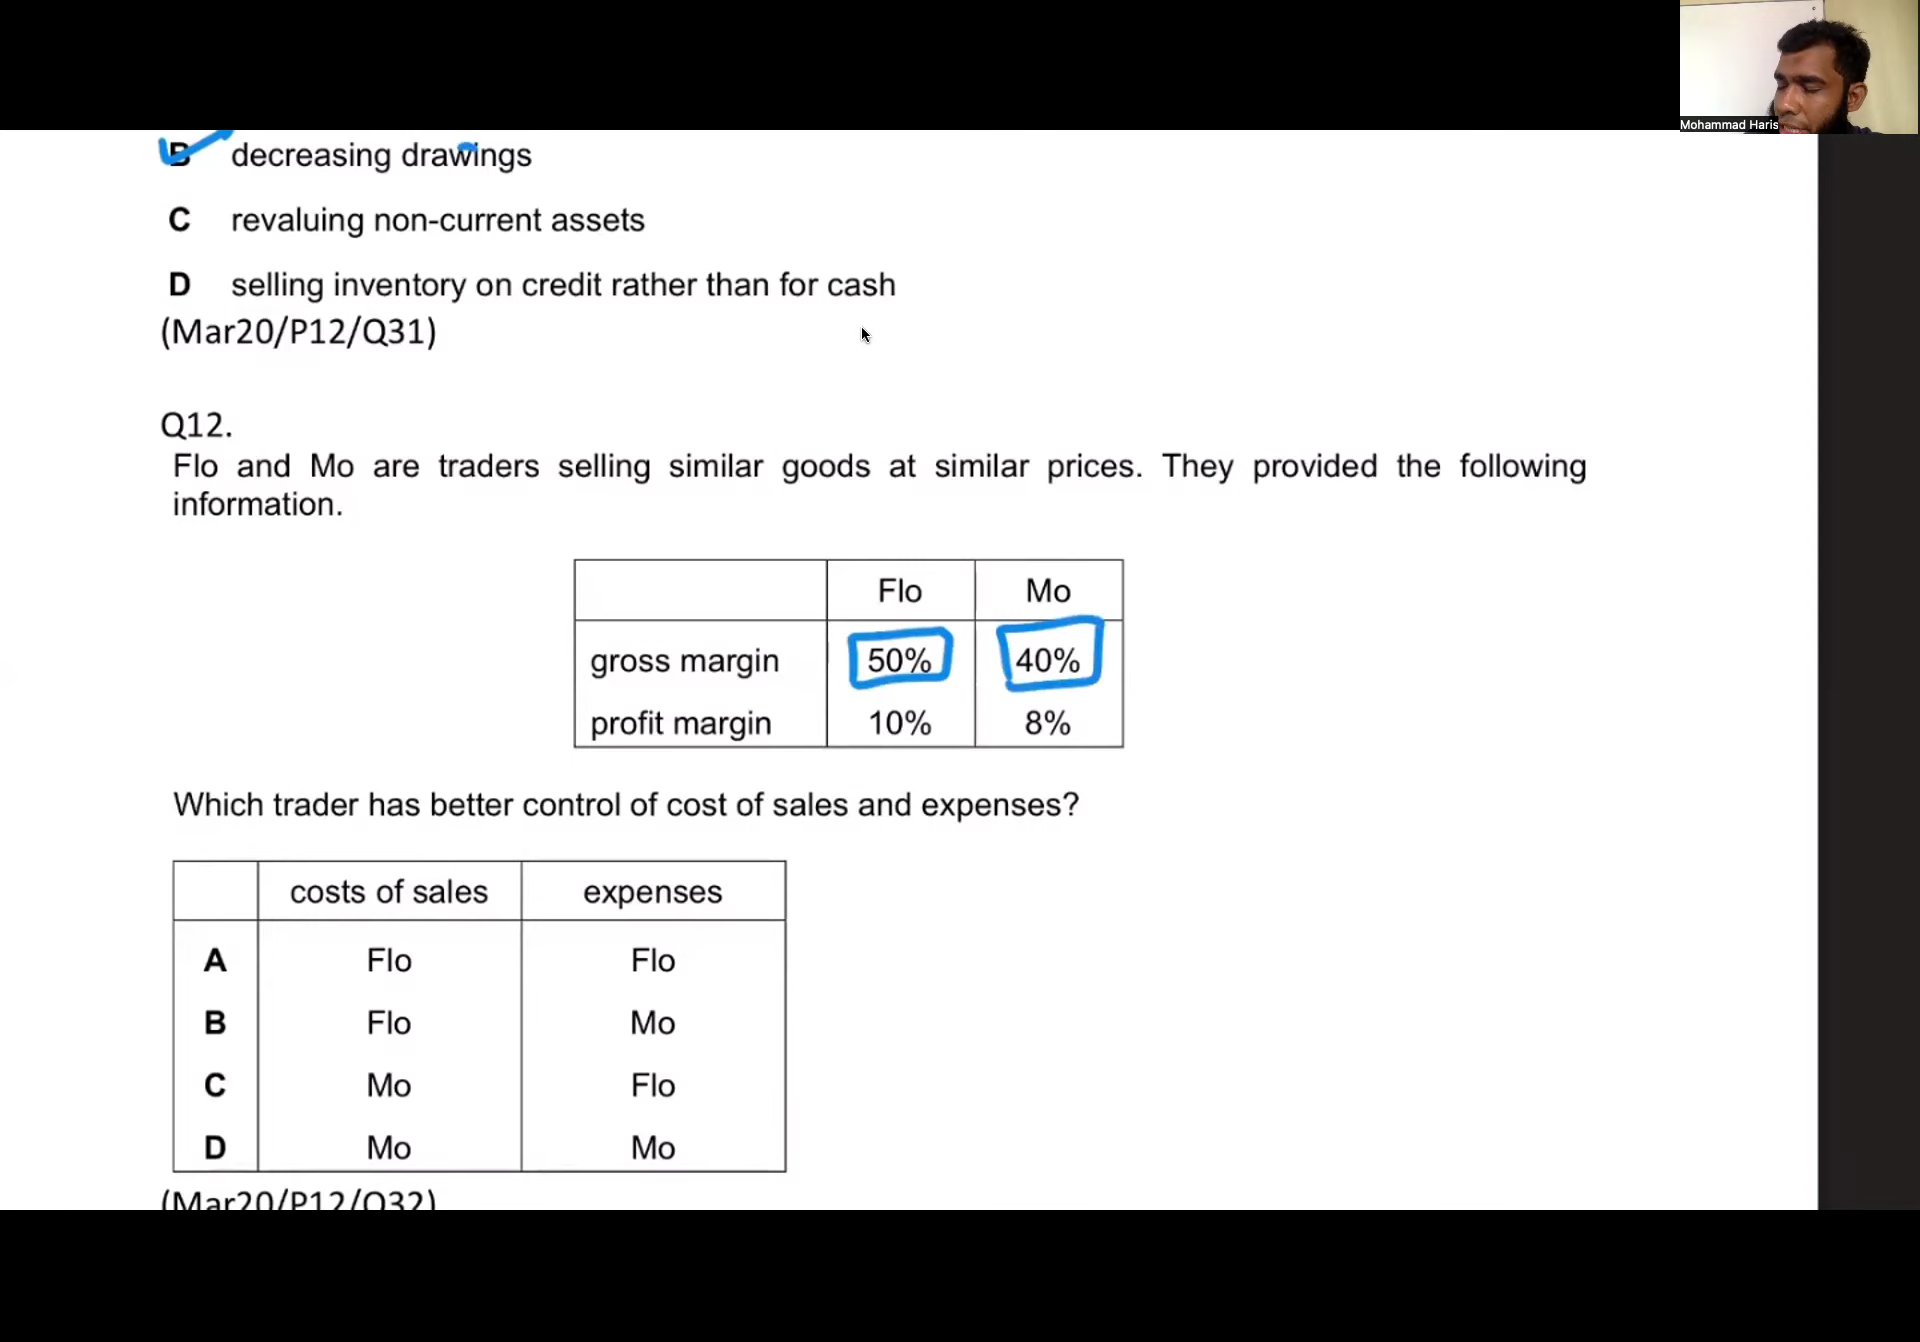 Mohammad Haris
B decreasing drawings
C revaluing non-current assets
D selling inventory on credit rather than for cash
(Mar20/P12/Q31)
Q12.
Flo and Mo are traders selling similar goods at similar prices. They provided the following
information.
Flo Mo
gross margin 50% 40%
profit margin 10% 8%
Which trader has better control of cost of sales and expenses?
costs of sales expenses
A Flo Flo
B Flo Mo
C Mo Flo
D Mo Mo
(Mar20/P12/Q32)